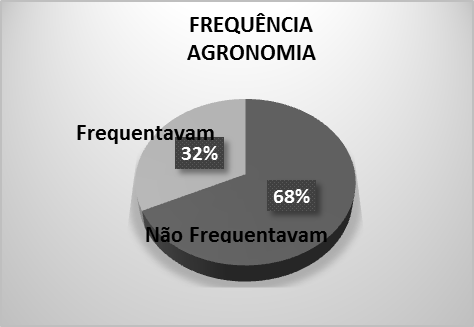 FREQUÊNCIA
AGRONOMIA
Frequentavam
32%
68%
Não Frequentavam